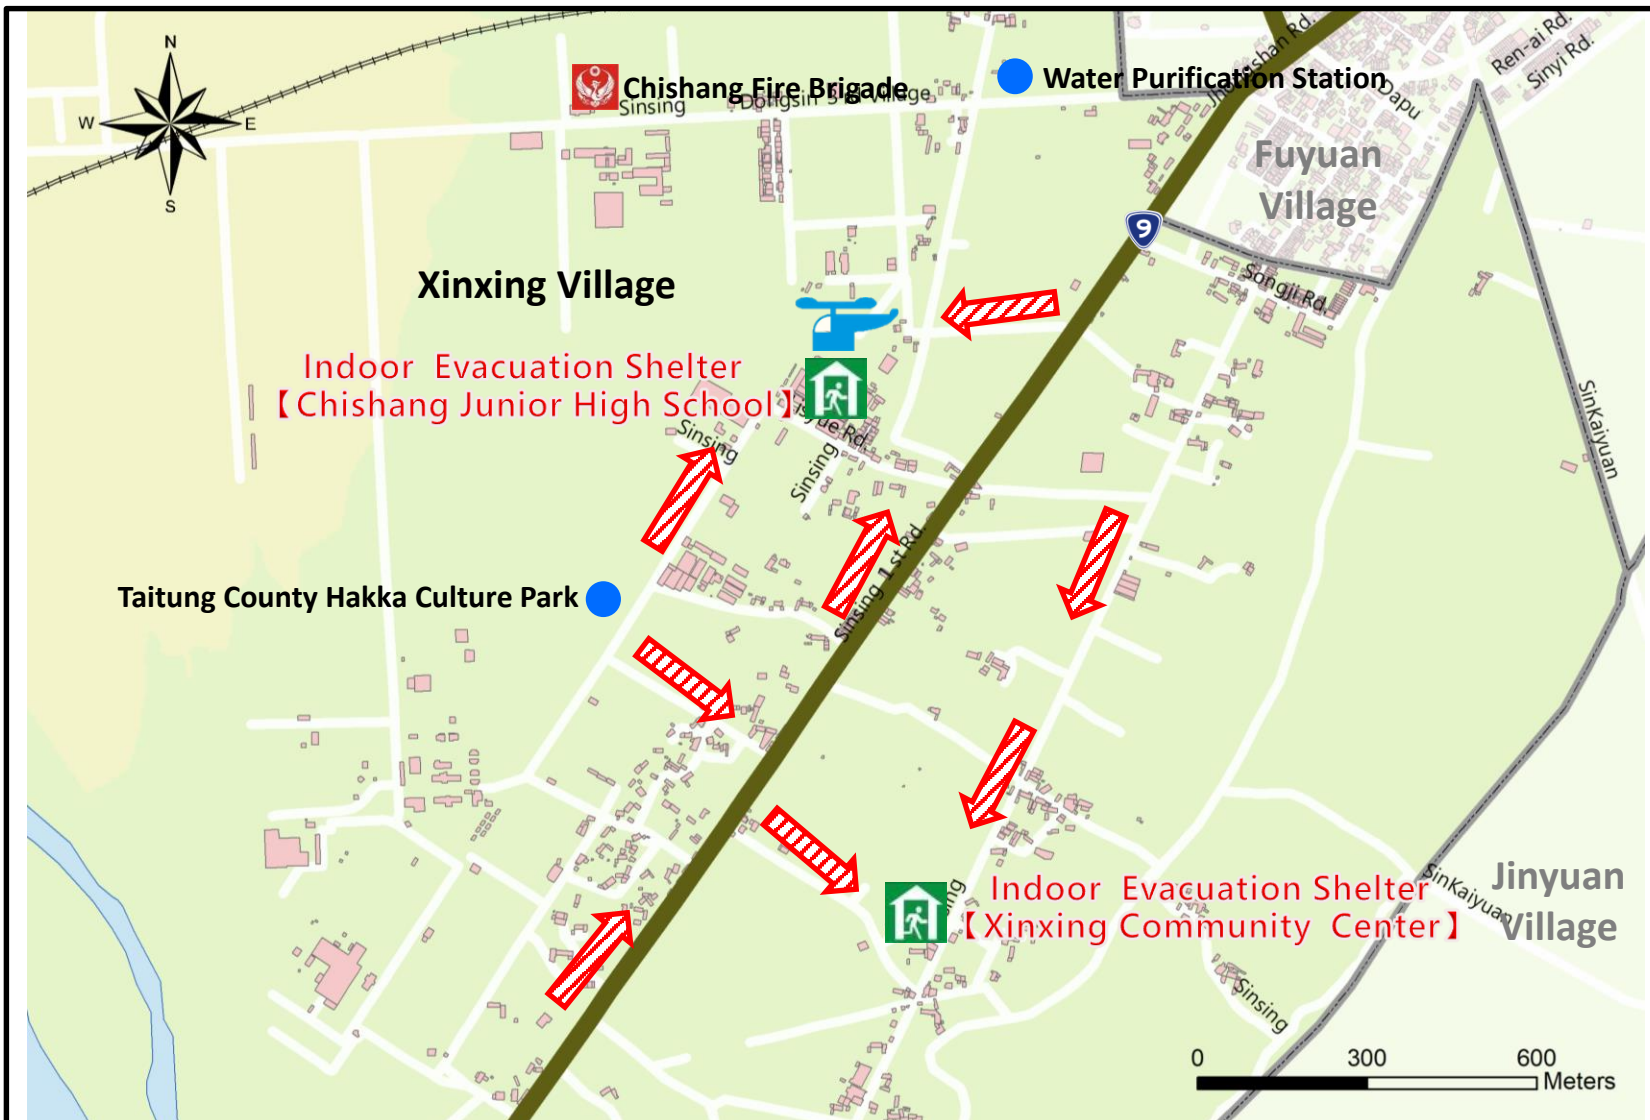 N
W
E
S
Chishang Fire Brigade
Water Purification Station
Sinsing
Dongsin
Village
Ren-ai Rd.
Sinyi Rd.
Dapu
Fuyuan
Village
9
Songji Rd.
Xinxing Village
Indoor Evacuation Shelter
【Chishang Junior High School】
Sinsing
Rd.
Sinsing
SinKaiyuan
Sinsing 1st Rd.
Taitung County Hakka Culture Park
Indoor Evacuation Shelter
【Xinxing Community Center】
SinKaiyuan
Jinyuan
Village
Sinsing
0 300 600
Meters